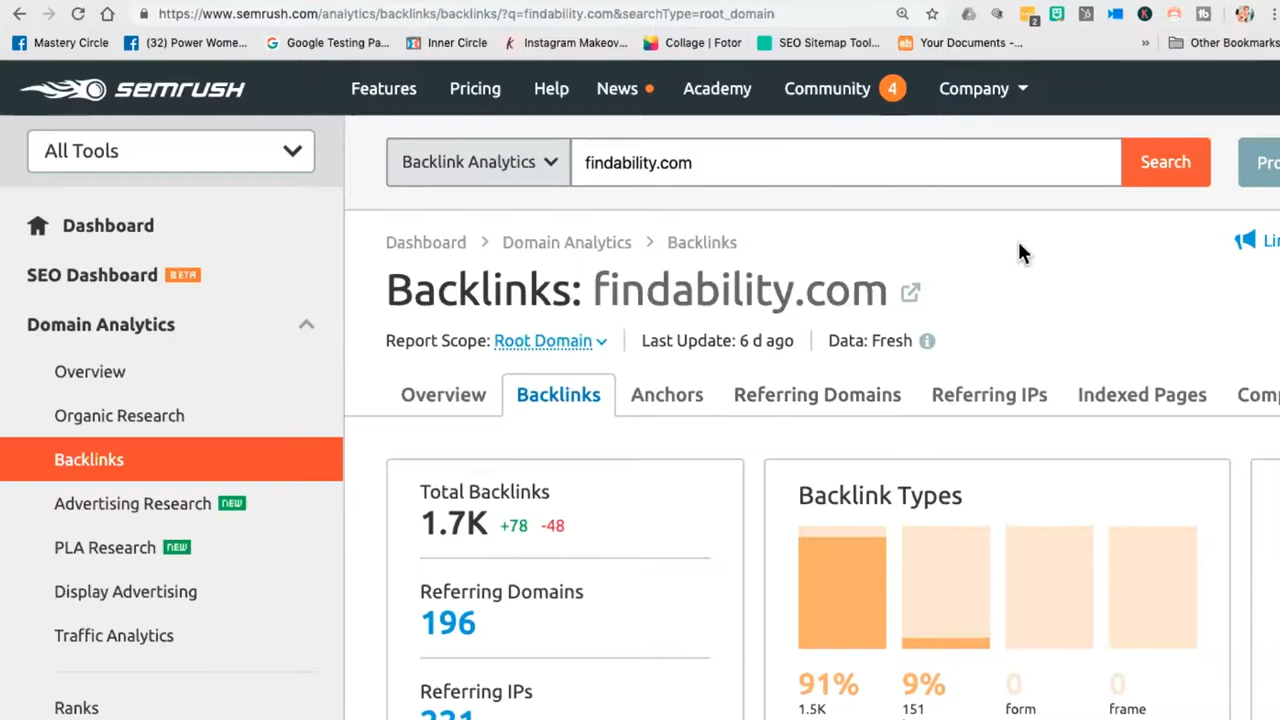 https://www.semrush.com/analytics/backlinks/backlinks/?q=findability.com&searchType=root_domain
2
Mastery Circle
(32) Power Wome...
Google Testing Pa...
Inner Circle
Instagram Makeov...
Collage | Fotor
SEO Sitemap Tool...
Your Documents -...
»
Other Bookmarks
SEMRUSH
Features
Pricing
Help
News
Academy
Community 4
Company
All Tools
Backlink Analytics
findability.com
Search
Pro
Dashboard
SEO Dashboard BETA
Domain Analytics
Overview
Organic Research
Backlinks
Advertising Research NEW
PLA Research NEW
Display Advertising
Traffic Analytics
Ranks
Dashboard > Domain Analytics > Backlinks
Lin
Backlinks: findability.com
Report Scope: Root Domain
Last Update: 6 d ago
Data: Fresh
Overview
Backlinks
Anchors
Referring Domains
Referring IPs
Indexed Pages
Comp
Total Backlinks
1.7K +78 -48
Referring Domains
196
Referring IPs
Backlink Types
91% 9% 0 0
1.5K 151 form frame